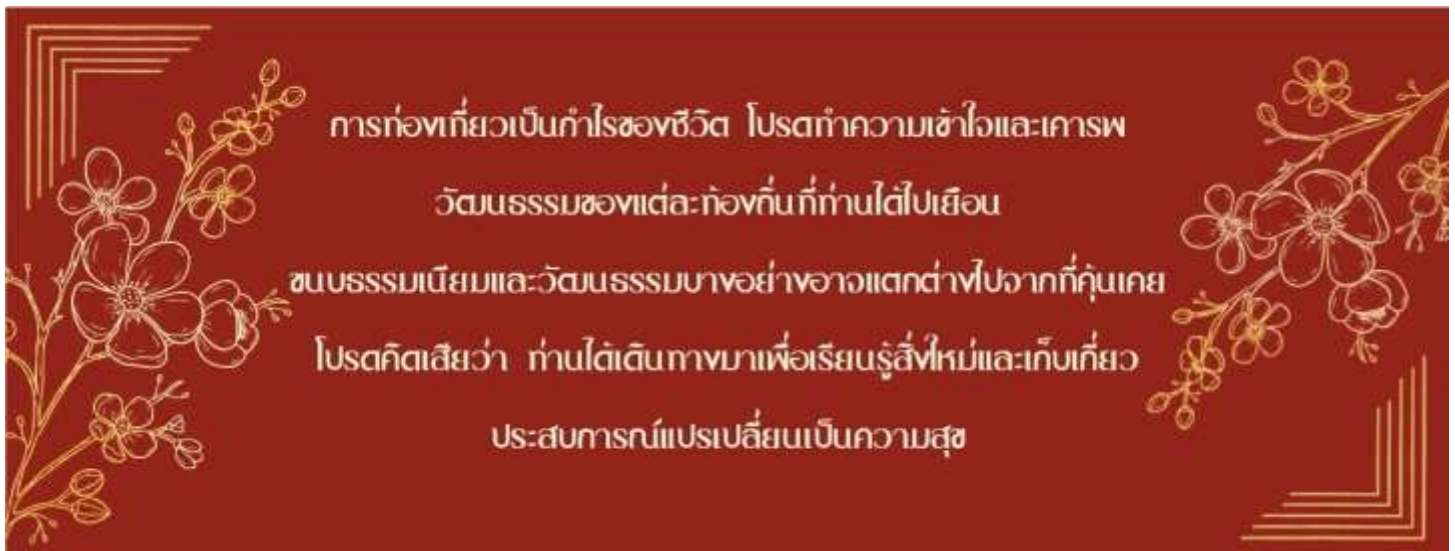 การท่องเที่ยวเป็นกำไรของชีวิต โปรดทำความเข้าใจและเคารพ
วัฒนธรรมของแต่ละท้องถิ่นที่ท่านได้ไปเยือน
ขนบธรรมเนียมและวัฒนธรรมบางอย่างอาจแตกต่างไปจากที่คุ้นเคย
โปรดคิดเสียว่า ท่านได้เดินทางมาเพื่อเรียนรู้สิ่งใหม่และเก็บเกี่ยว
ประสบการณ์แปรเปลี่ยนเป็นความสุข